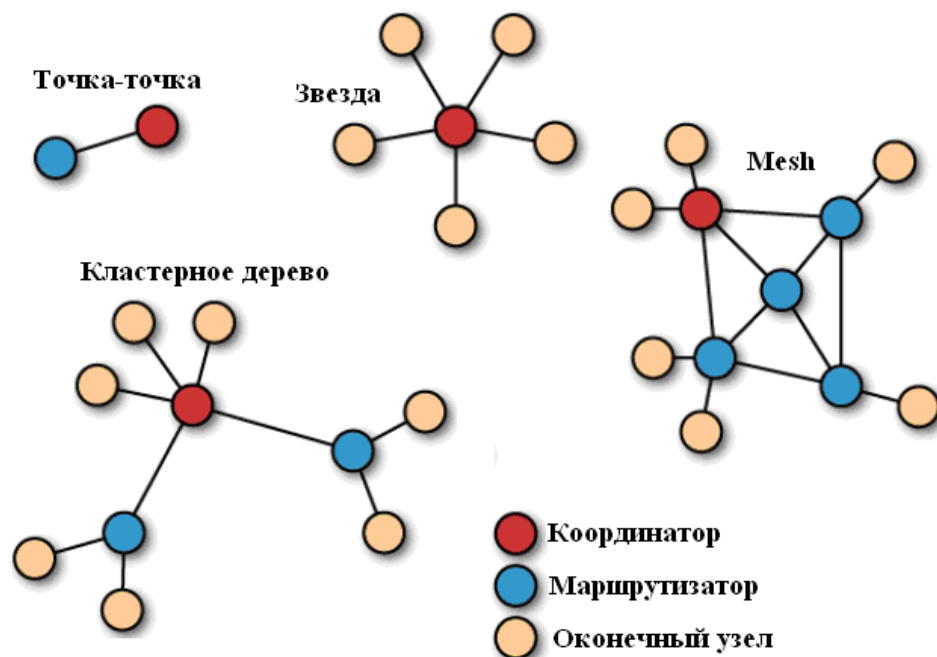 Точка-точка
Звезда
Mesh
Кластерное дерево
Координатор
Маршрутизатор
Оконечный узел